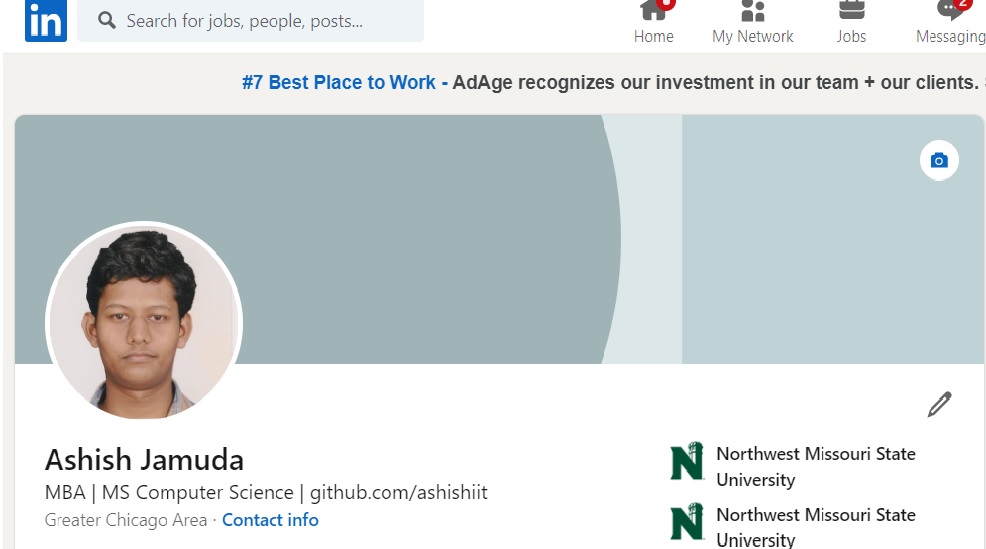 in
Search for jobs, people, posts...
Home
My Network
Jobs
2
Messaging
#7 Best Place to Work - AdAge recognizes our investment in our team + our clients.
Ashish Jamuda
MBA | MS Computer Science | github.com/ashishiit
Greater Chicago Area · Contact info
N Northwest Missouri State
University
N Northwest Missouri State
University